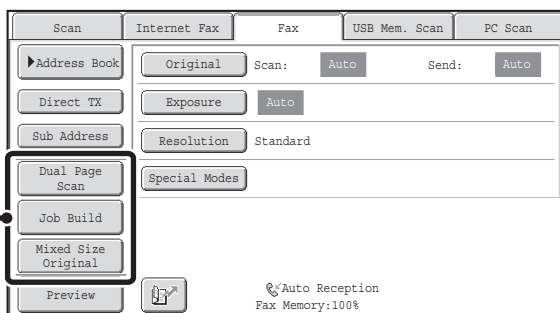 Scan Internet Fax Fax USB Mem. Scan PC Scan
Address Book
Original Scan: Auto Send: Auto
Direct TX
Exposure Auto
Sub Address
Resolution Standard
Dual Page
Scan
Special Modes
Job Build
Mixed Size
Original
Preview
Auto Reception
Fax Memory:100%